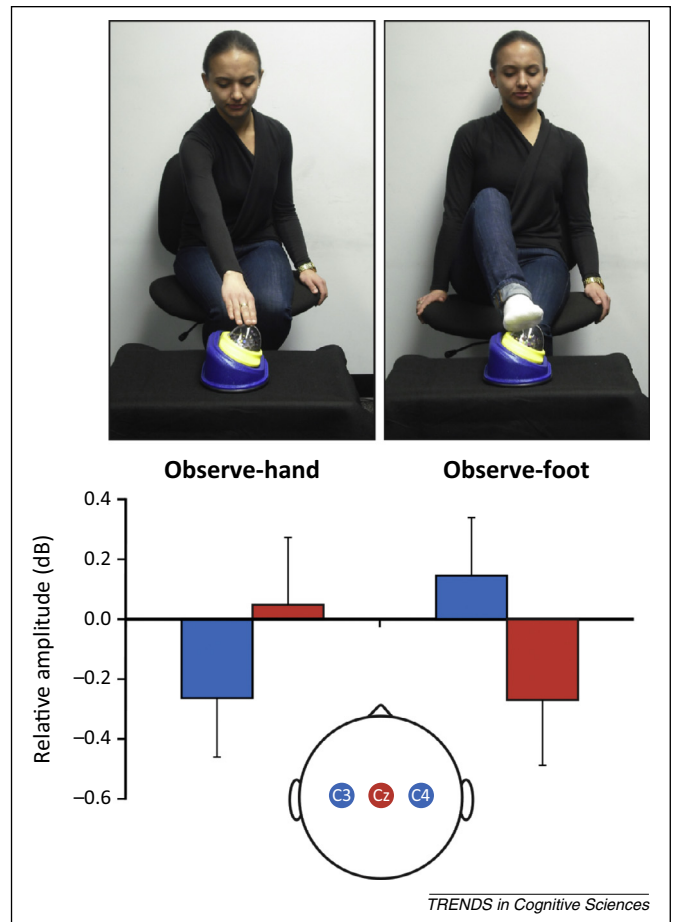 Observe-hand
Observe-foot
Relative amplitude (dB)
0.4
0.2
0.0
–0.2
–0.4
–0.6
C3
Cz
C4
TRENDS in Cognitive Sciences